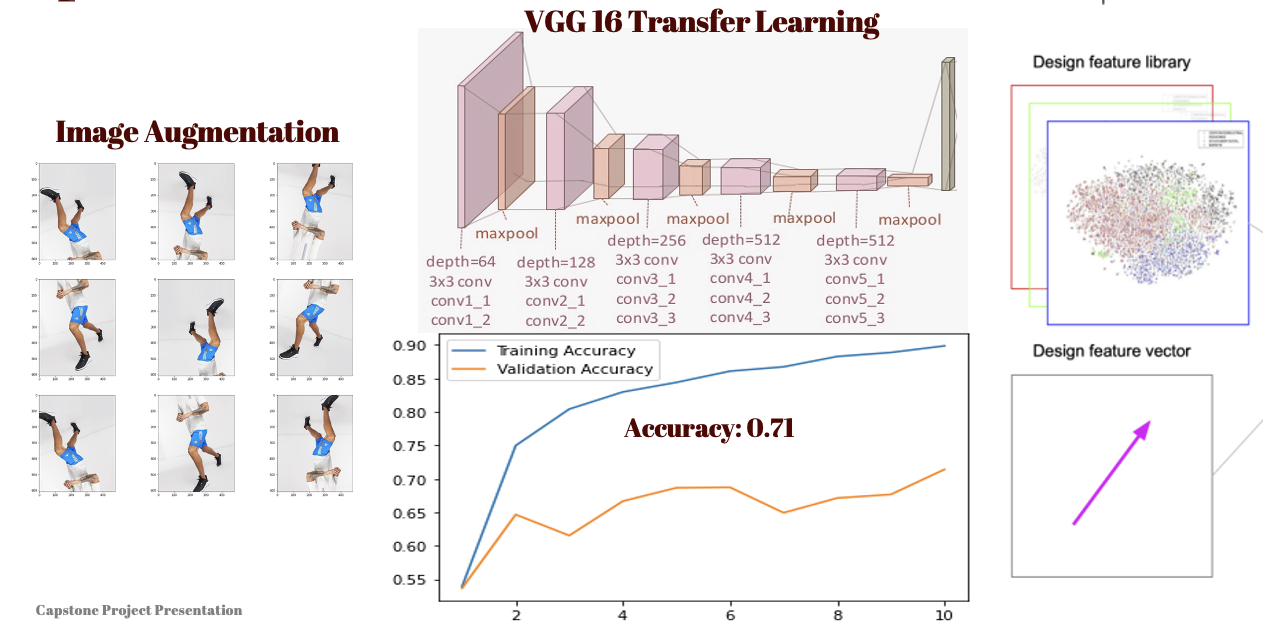 VGG 16 Transfer Learning
Image Augmentation
maxpool
maxpool
maxpool
maxpool
maxpool
depth=64
3x3 conv
conv1_1
conv1_2
depth=128
3x3 conv
conv2_1
conv2_2
depth=256
3x3 conv
conv3_1
conv3_2
conv3_3
depth=512
3x3 conv
conv4_1
conv4_2
conv4_3
depth=512
3x3 conv
conv5_1
conv5_2
conv5_3
0.90
0.85
0.80
0.75
0.70
0.65
0.60
0.55
Training Accuracy
Validation Accuracy
Accuracy: 0.71
2
4
6
8
10
Design feature library
Design feature vector
Capstone Project Presentation